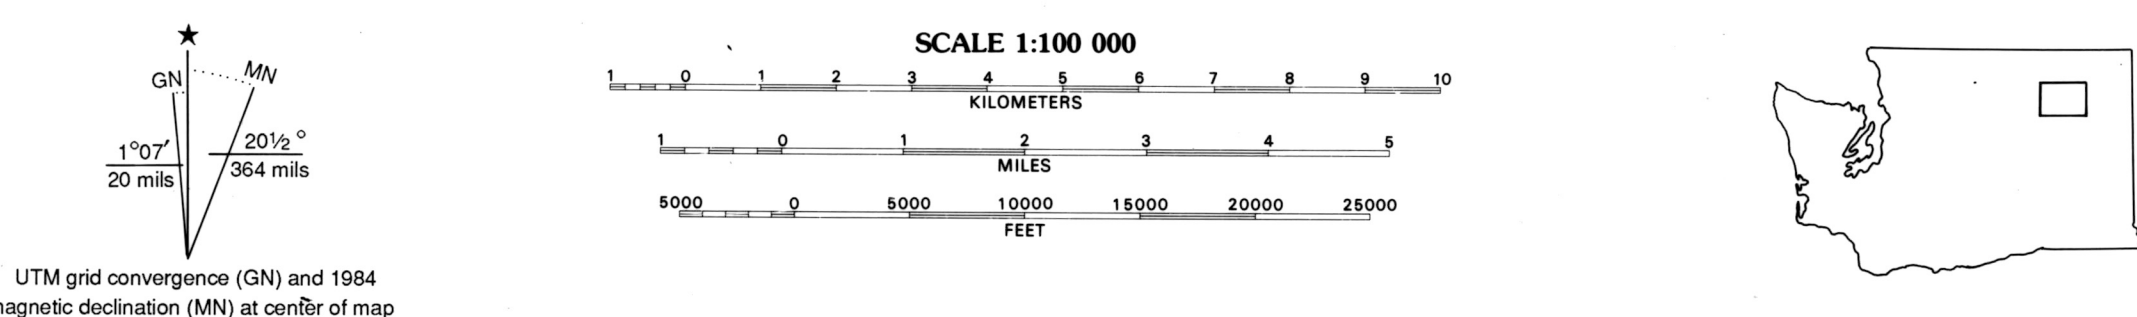 ★
GN MN
1°07′ 20½°
20 mils 364 mils
UTM grid convergence (GN) and 1984
magnetic declination (MN) at center of map
SCALE 1:100 000
1 0 1 2 3 4 5 6 7 8 9 10
KILOMETERS
1 0 1 2 3 4 5
MILES
5000 0 5000 10000 15000 20000 25000
FEET